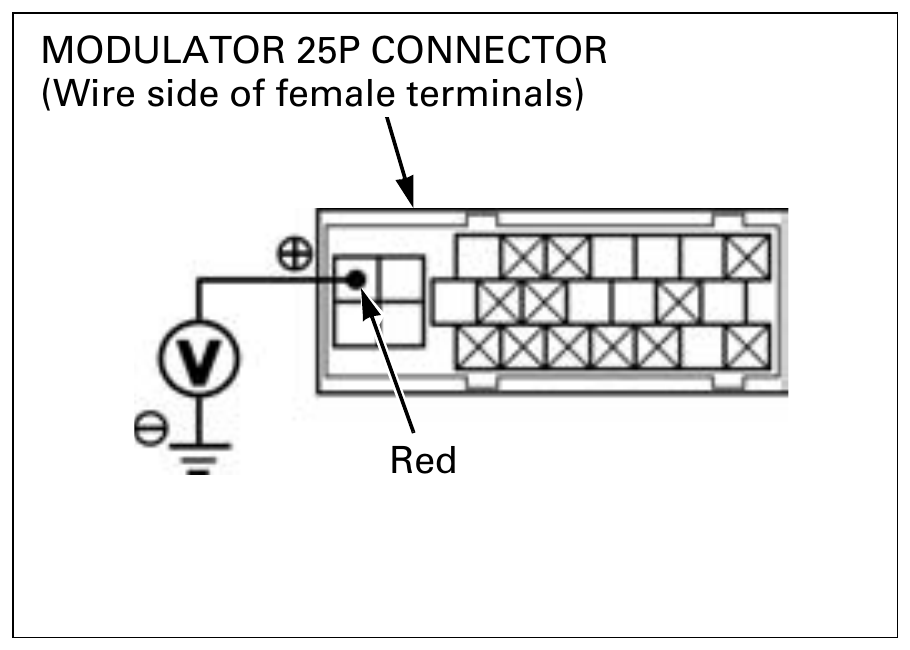 MODULATOR 25P CONNECTOR
(Wire side of female terminals)
V
Red